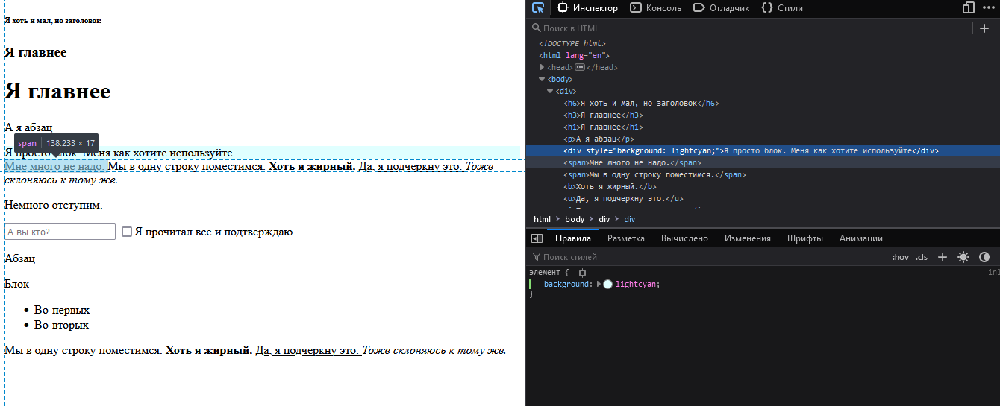 Я хоть и мал, но заголовок
Я главнее
Я главнее
А я абзац
span 138.233 × 17
Я просто блок. Меня как хотите используйте
Мне много не надо. Мы в одну строку поместимся. Хоть я жирный. Да, я подчеркну это. Тоже
склоняюсь к тому же.
Немного отступим.
А вы кто? Я прочитал все и подтверждаю
Абзац
Блок
• Во-первых
• Во-вторых
Мы в одну строку поместимся. Хоть я жирный. Да, я подчеркну это. Тоже склоняюсь к тому же.
Инспектор Консоль Отладчик Стили
Поиск в HTML
<!DOCTYPE html>
<html lang="en">
<head> ••• </head>
<body>
<div>
<h6>Я хоть и мал, но заголовок</h6>
<h3>Я главнее</h3>
<h1>Я главнее</h1>
<p>А я абзац</p>
<div style="background: lightcyan;">Я просто блок. Меня как хотите используйте</div>
<span>Мне много не надо.</span>
<span>Мы в одну строку поместимся.</span>
<b>Хоть я жирный.</b>
<u>Да, я подчеркну это.</u>
html > body > div > div
Правила Разметка Вычислено Изменения Шрифты Анимации
Поиск стилей :hov .cls
элемент {
background: lightcyan;
}